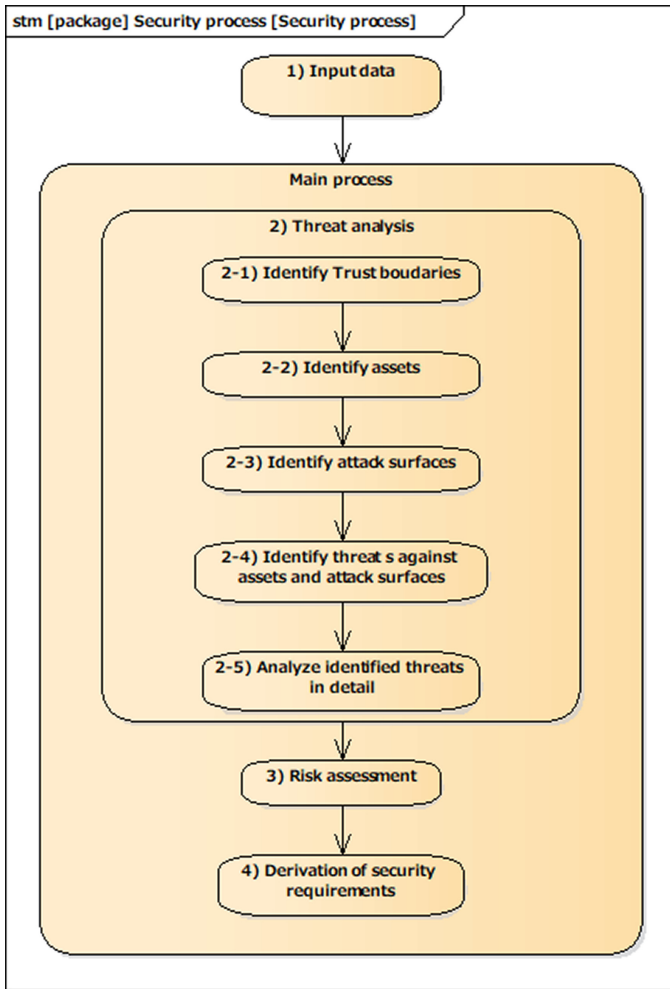 stm [package] Security process [Security process]
1) Input data
Main process
2) Threat analysis
2-1) Identify Trust boudaries
2-2) Identify assets
2-3) Identify attack surfaces
2-4) Identify threat s against
assets and attack surfaces
2-5) Analyze identified threats
in detail
3) Risk assessment
4) Derivation of security
requirements